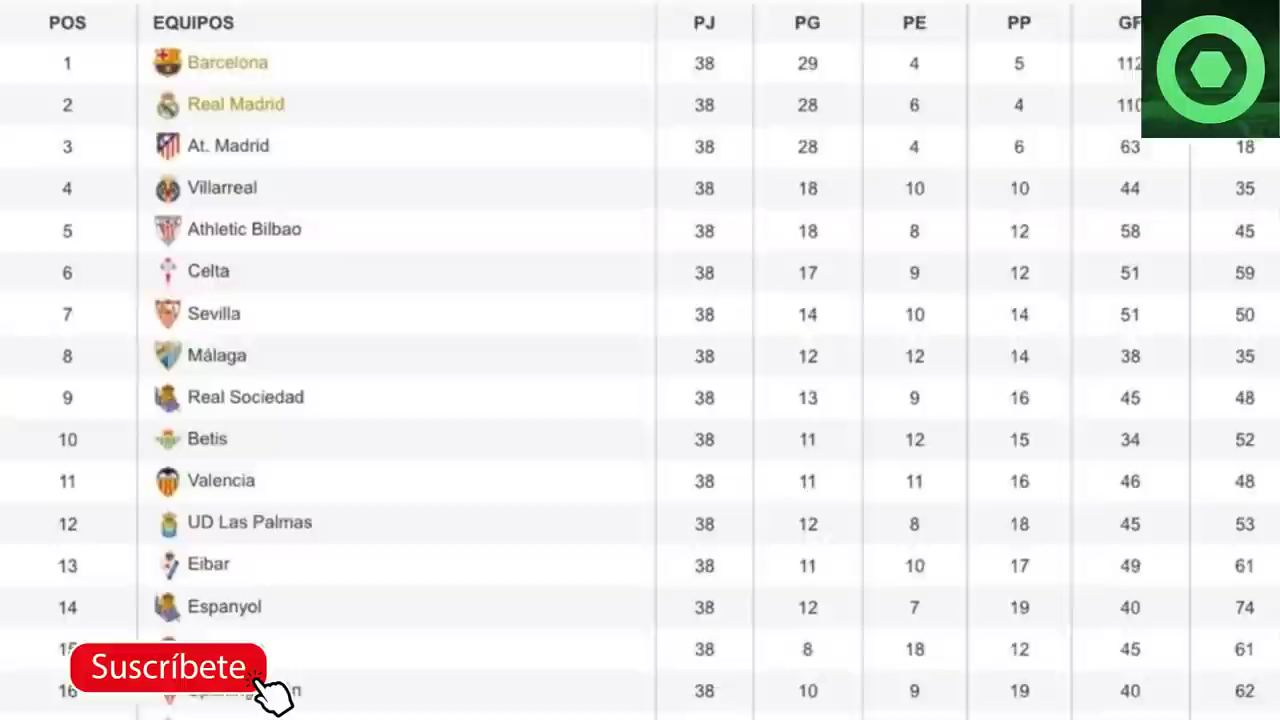 POS EQUIPOS PJ PG PE PP GF
1 Barcelona 38 29 4 5 112
2 Real Madrid 38 28 6 4 110
3 At. Madrid 38 28 4 6 63 18
4 Villarreal 38 18 10 10 44 35
5 Athletic Bilbao 38 18 8 12 58 45
6 Celta 38 17 9 12 51 59
7 Sevilla 38 14 10 14 51 50
8 Málaga 38 12 12 14 38 35
9 Real Sociedad 38 13 9 16 45 48
10 Betis 38 11 12 15 34 52
11 Valencia 38 11 11 16 46 48
12 UD Las Palmas 38 12 8 18 45 53
13 Eibar 38 11 10 17 49 61
14 Espanyol 38 12 7 19 40 74
15 38 8 18 12 45 61
16 38 10 9 19 40 62
Suscríbete